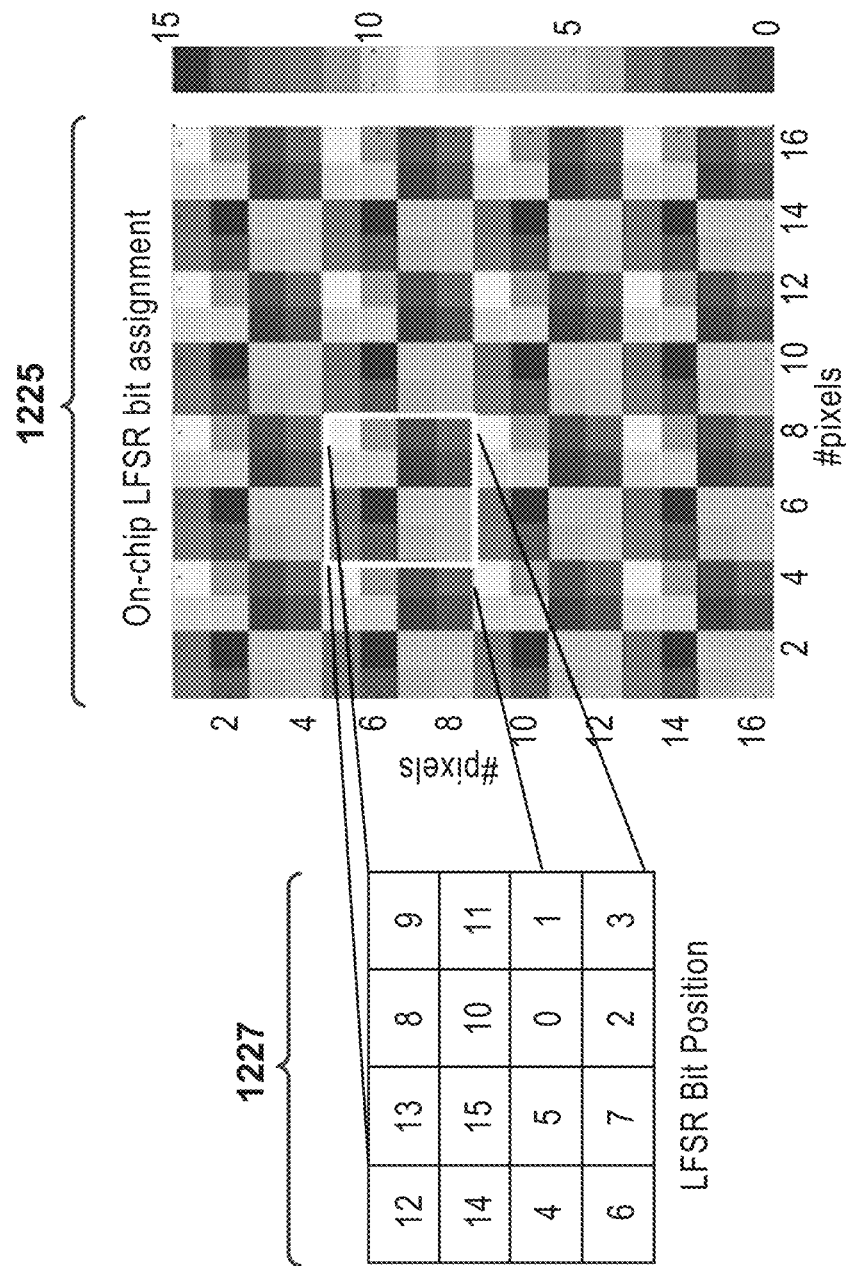 1227
12 13 8 9
14 15 10 11
4 5 0 1
6 7 2 3
LFSR Bit Position
1225
On-chip LFSR bit assignment
#pixels
2
4
6
8
10
12
14
16
2 4 6 8 10 12 14 16
#pixels
15
10
5
0